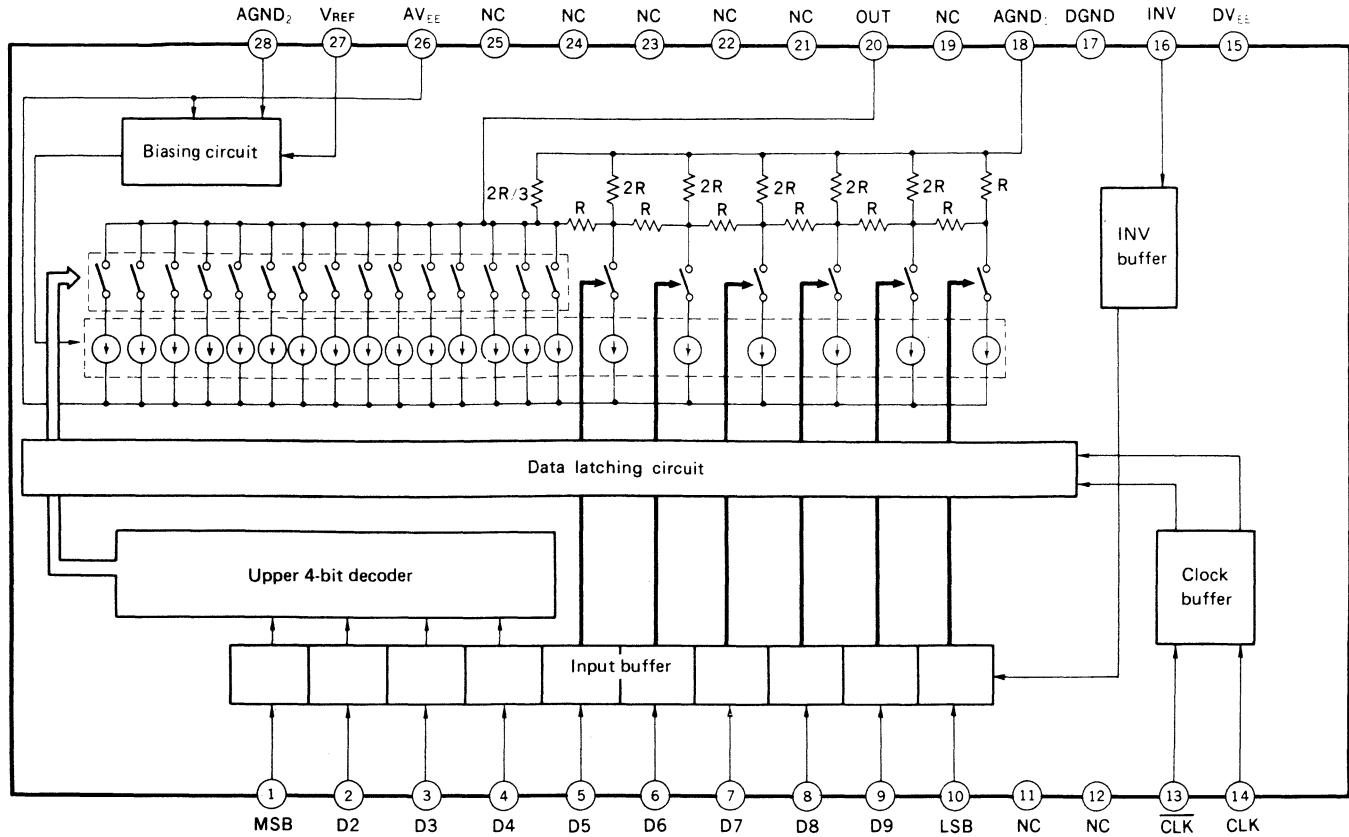 AGND₂ VREF AVEE NC NC NC NC NC OUT NC AGND₁ DGND INV DVEE
28 27 26 25 24 23 22 21 20 19 18 17 16 15
Biasing circuit
2R/3 2R 2R 2R 2R 2R R
R R R R R R
INV
buffer
Data latching circuit
Upper 4-bit decoder
Clock
buffer
Input buffer
1 2 3 4 5 6 7 8 9 10 11 12 13 14
MSB D2 D3 D4 D5 D6 D7 D8 D9 LSB NC NC C̅L̅K̅ CLK